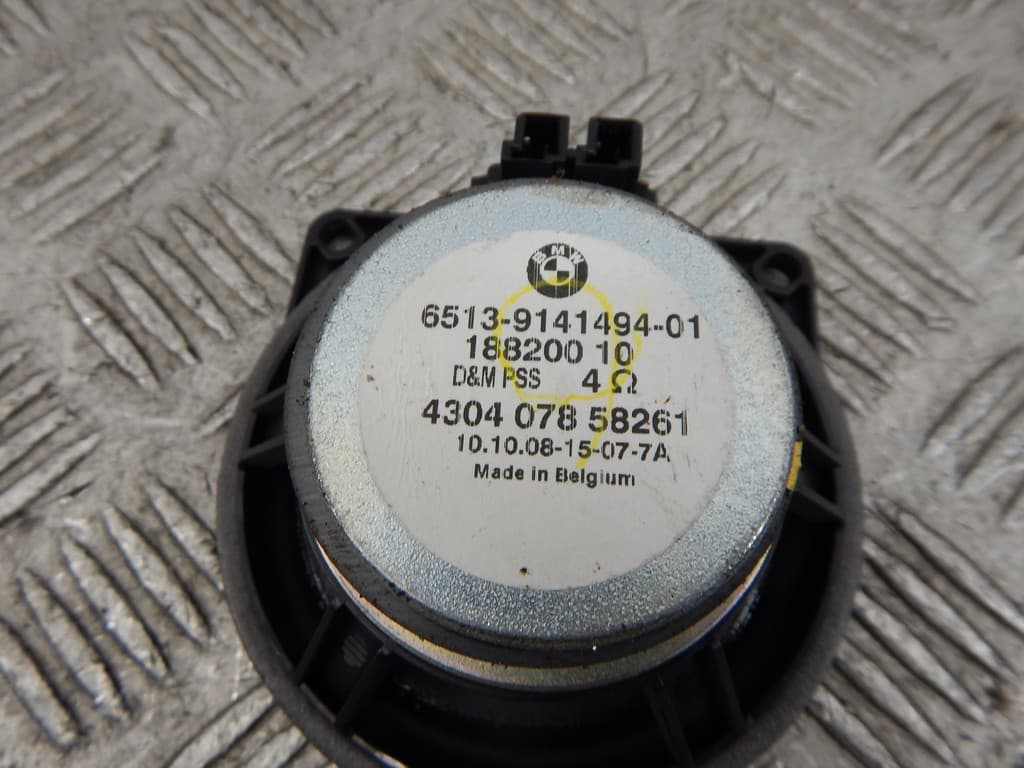 BMW
6513-9141494-01
188200 10
D&M PSS 4 Ω
4304 078 58261
10.10.08-15-07-7A
Made in Belgium